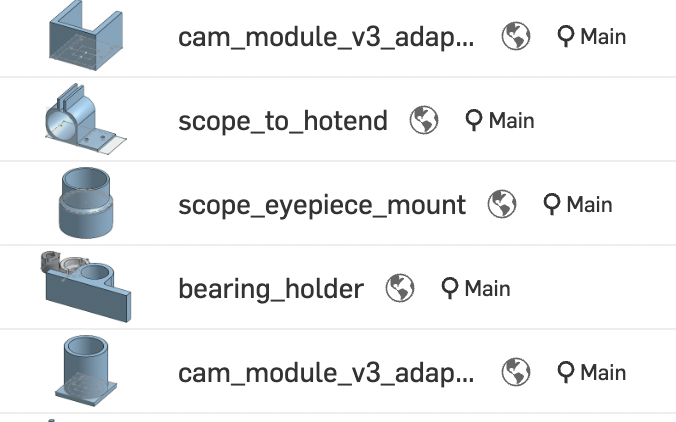 cam_module_v3_adap... Main
scope_to_hotend Main
scope_eyepiece_mount Main
bearing_holder Main
cam_module_v3_adap... Main